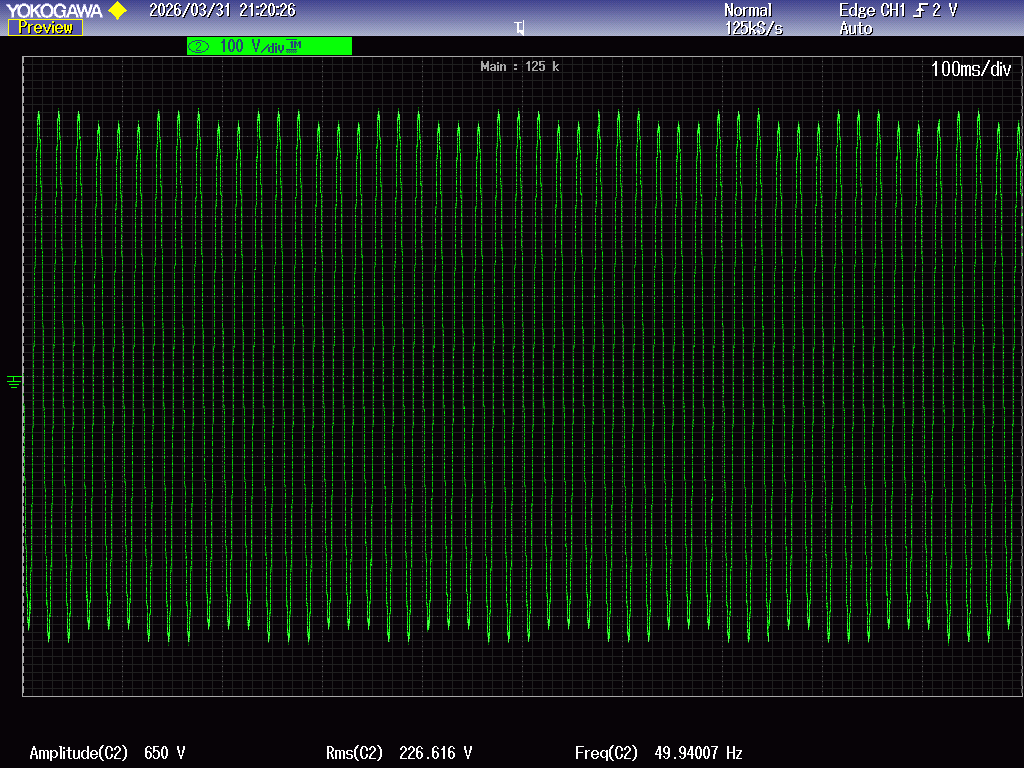 YOKOGAWA 2026/03/31 21:20:26 Normal Edge CH1 2 V
Preview 125kS/s Auto
2 100 V/div 1M
Main : 125 k 100ms/div
Amplitude(C2) 650 V Rms(C2) 226.616 V Freq(C2) 49.94007 Hz